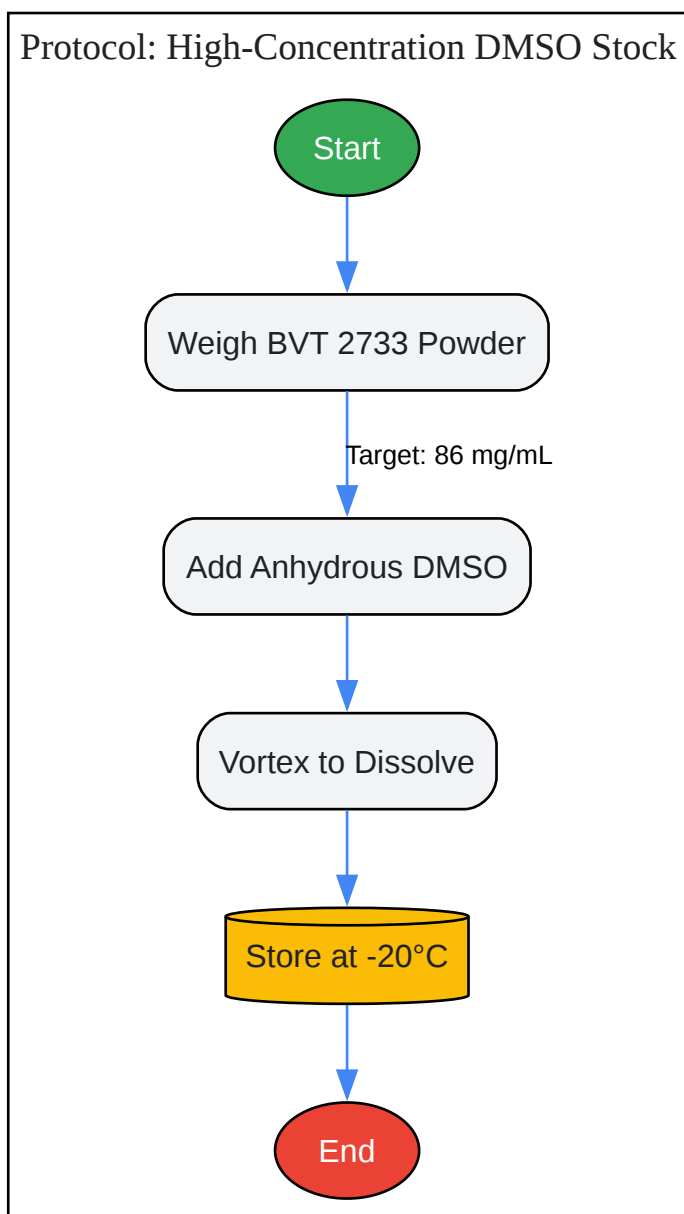 Protocol: High-Concentration DMSO Stock
Start
Weigh BVT 2733 Powder
Target: 86 mg/mL
Add Anhydrous DMSO
Vortex to Dissolve
Store at -20°C
End